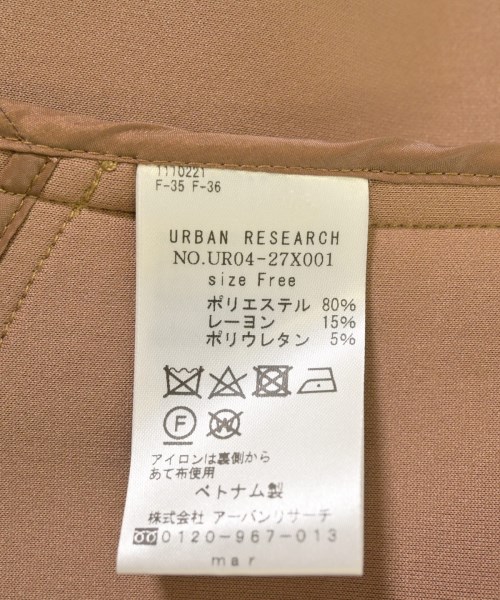 1110221
F-35 F-36
URBAN RESEARCH
NO.UR04-27X001
size Free
ポリエステル 80%
レーヨン 15%
ポリウレタン 5%
F W
アイロンは裏側から
あて布使用
ベトナム製
株式会社 アーバンリサーチ
0120-967-013
mar